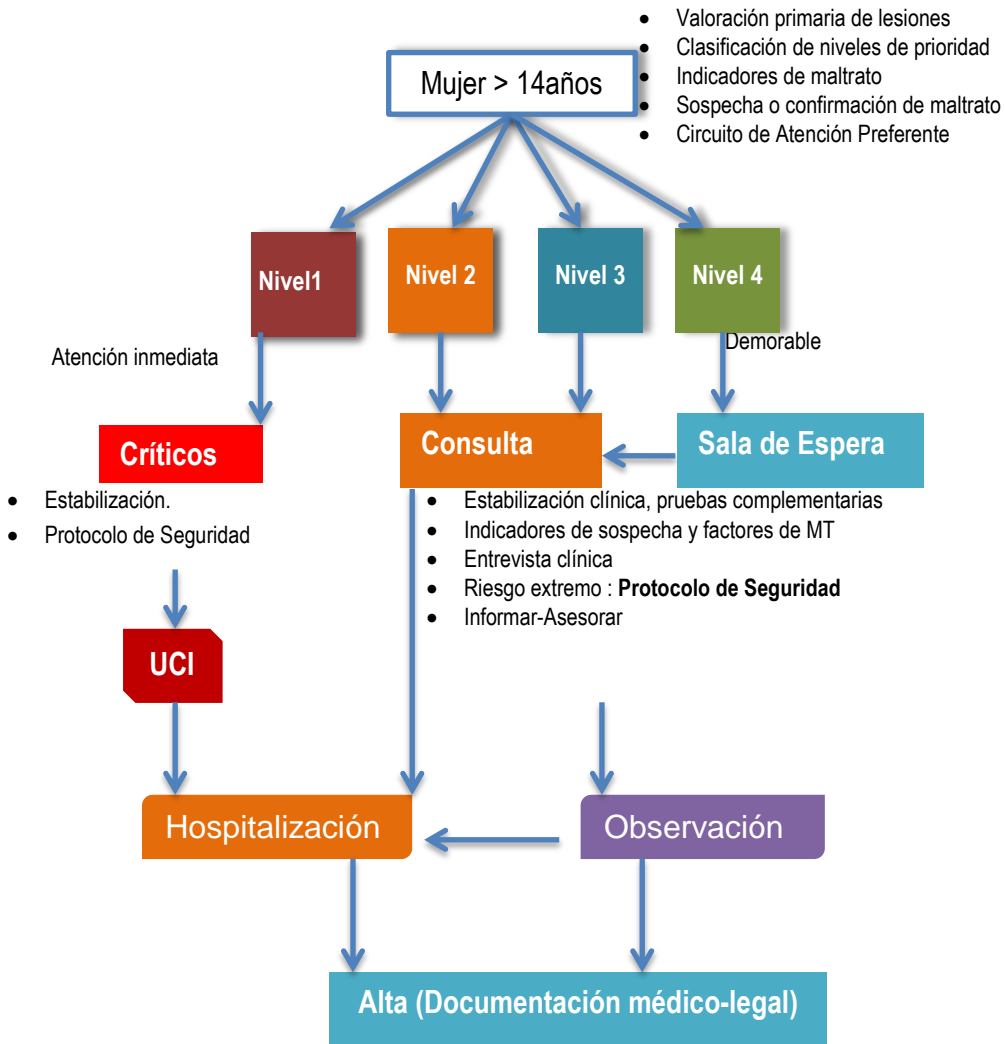 • Valoración primaria de lesiones
• Clasificación de niveles de prioridad
• Indicadores de maltrato
• Sospecha o confirmación de maltrato
• Circuito de Atención Preferente
Mujer > 14años
Nivel1
Nivel 2
Nivel 3
Nivel 4
Atención inmediata
Demorable
Críticos
Consulta
Sala de Espera
• Estabilización.
• Protocolo de Seguridad
• Estabilización clínica, pruebas complementarias
• Indicadores de sospecha y factores de MT
• Entrevista clínica
• Riesgo extremo : Protocolo de Seguridad
• Informar-Asesorar
UCI
Hospitalización
Observación
Alta (Documentación médico-legal)